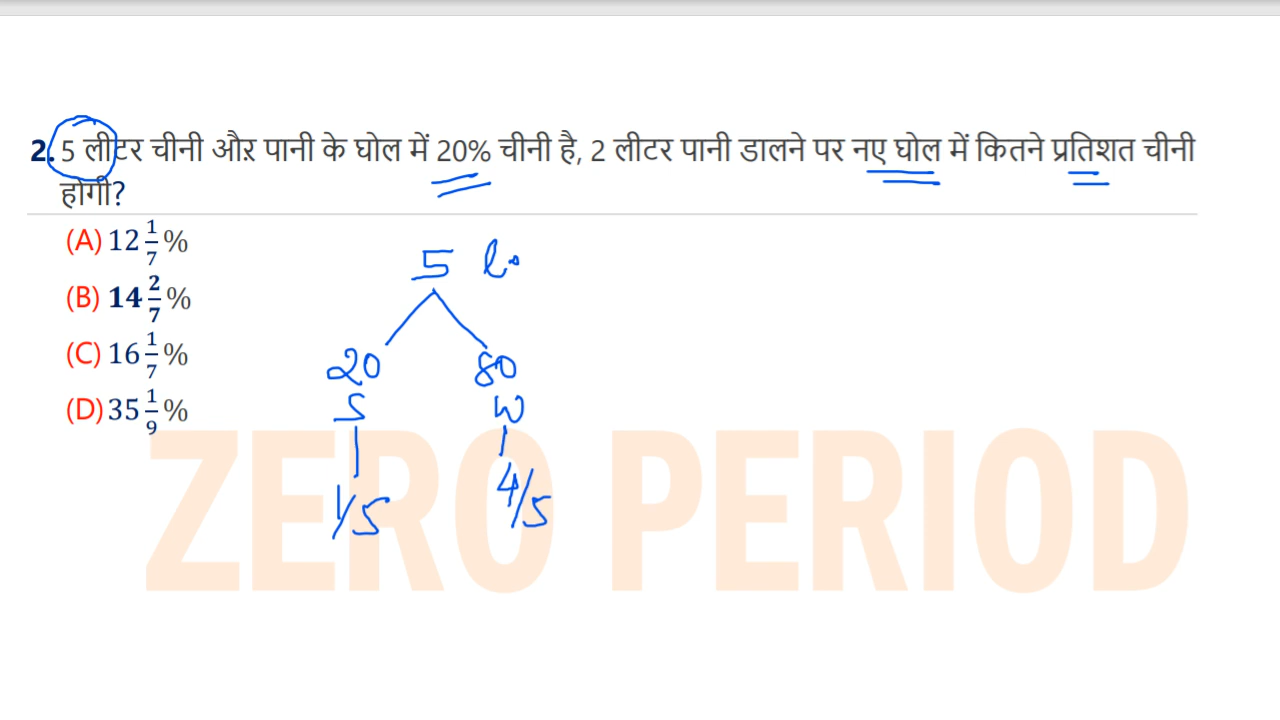 2. 5 लीटर चीनी औऱ पानी के घोल में 20% चीनी है, 2 लीटर पानी डालने पर नए घोल में कितने प्रतिशत चीनी
होगी?
(A) 12 1/7 %
(B) 14 2/7 %
(C) 16 1/7 %
(D) 35 1/9 %
5 l.
20 80
S W
1/5 4/5
ZERO PERIOD